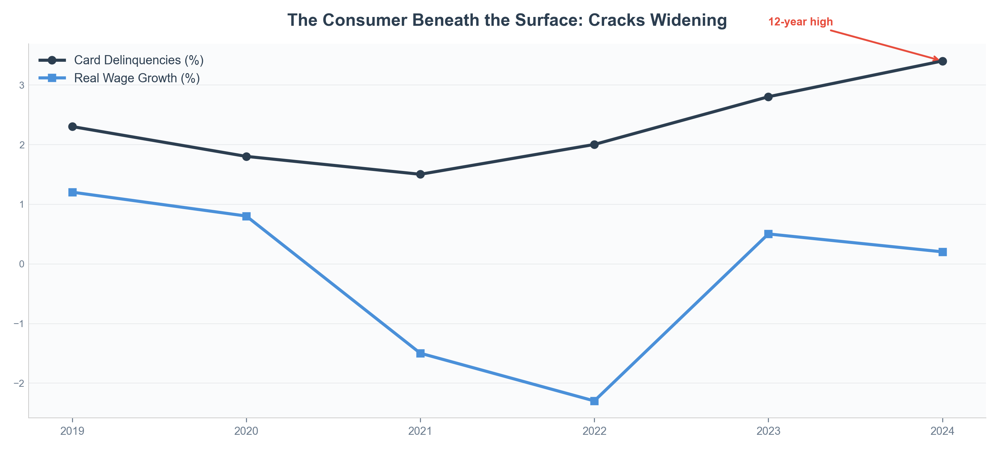 The Consumer Beneath the Surface: Cracks Widening
12-year high
Card Delinquencies (%)
Real Wage Growth (%)
3
2
1
0
−1
−2
2019 2020 2021 2022 2023 2024